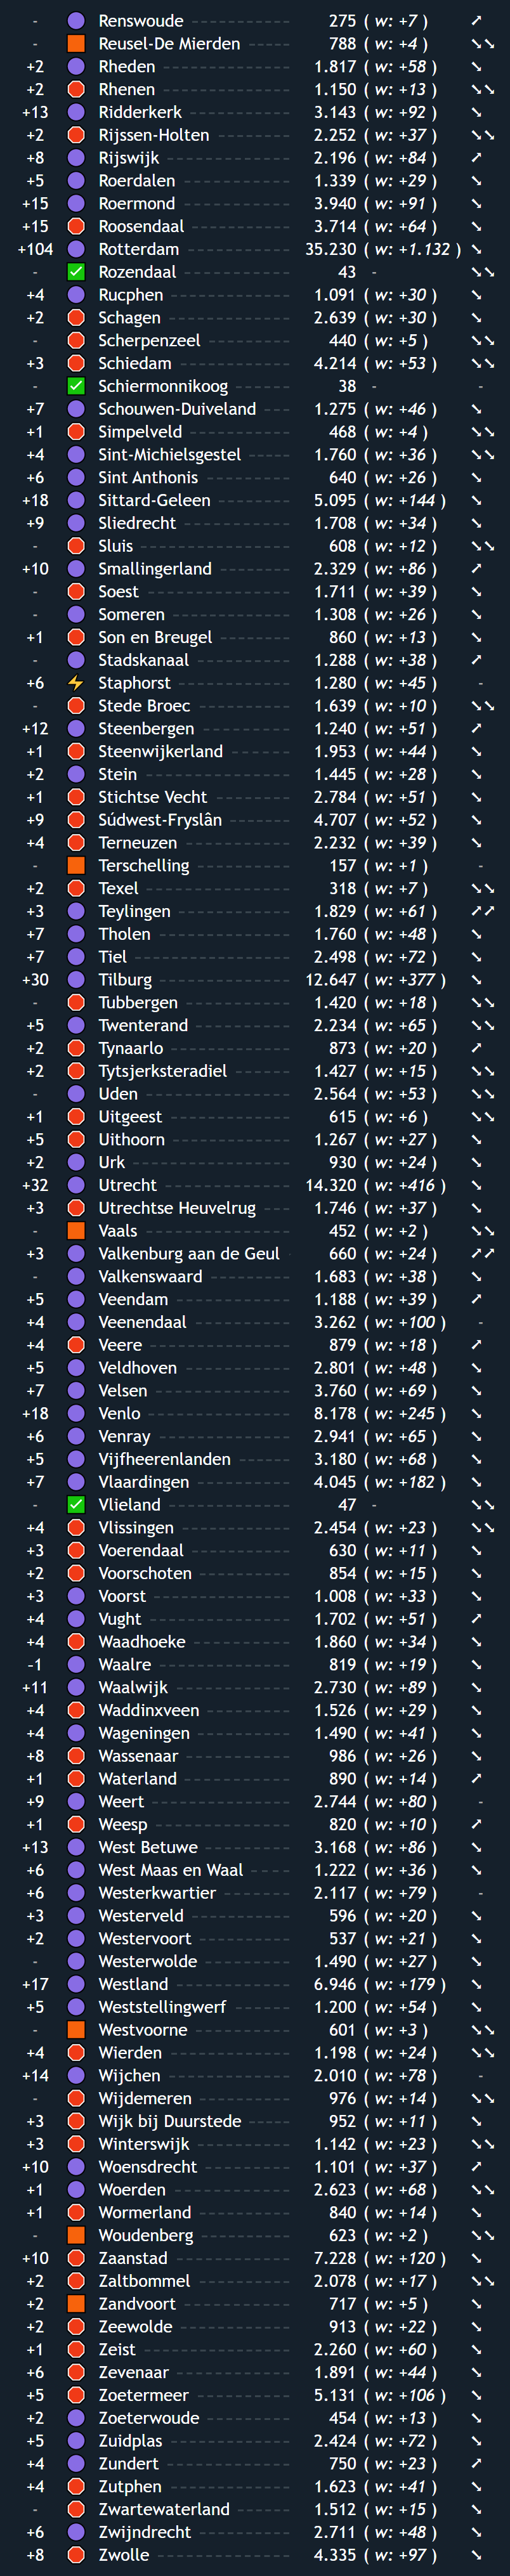 - Renswoude 275 ( w: +7 ) ➚
- Reusel-De Mierden 788 ( w: +4 ) ➘➘
+2 Rheden 1.817 ( w: +58 ) ➘
+2 Rhenen 1.150 ( w: +13 ) ➘➘
+13 Ridderkerk 3.143 ( w: +92 ) ➘
+2 Rijssen-Holten 2.252 ( w: +37 ) ➘➘
+8 Rijswijk 2.196 ( w: +84 ) ➚
+5 Roerdalen 1.339 ( w: +29 ) ➘
+15 Roermond 3.940 ( w: +91 ) ➘
+15 Roosendaal 3.714 ( w: +64 ) ➘
+104 Rotterdam 35.230 ( w: +1.132 ) ➘
- Rozendaal 43 - ➘➘
+4 Rucphen 1.091 ( w: +30 ) ➘
+2 Schagen 2.639 ( w: +30 ) ➘
- Scherpenzeel 440 ( w: +5 ) ➘➘
+3 Schiedam 4.214 ( w: +53 ) ➘➘
- Schiermonnikoog 38 - -
+7 Schouwen-Duiveland 1.275 ( w: +46 ) ➘
+1 Simpelveld 468 ( w: +4 ) ➘➘
+4 Sint-Michielsgestel 1.760 ( w: +36 ) ➘➘
+6 Sint Anthonis 640 ( w: +26 ) ➘
+18 Sittard-Geleen 5.095 ( w: +144 ) ➘
+9 Sliedrecht 1.708 ( w: +34 ) ➘
- Sluis 608 ( w: +12 ) ➘➘
+10 Smallingerland 2.329 ( w: +86 ) ➚
- Soest 1.711 ( w: +39 ) ➘
- Someren 1.308 ( w: +26 ) ➘
+1 Son en Breugel 860 ( w: +13 ) ➘
- Stadskanaal 1.288 ( w: +38 ) ➚
+6 Staphorst 1.280 ( w: +45 ) -
- Stede Broec 1.639 ( w: +10 ) ➘➘
+12 Steenbergen 1.240 ( w: +51 ) ➚
+1 Steenwijkerland 1.953 ( w: +44 ) ➘
+2 Stein 1.445 ( w: +28 ) ➘
+1 Stichtse Vecht 2.784 ( w: +51 ) ➘
+9 Súdwest-Fryslân 4.707 ( w: +52 ) ➘
+4 Terneuzen 2.232 ( w: +39 ) ➘
- Terschelling 157 ( w: +1 ) -
+2 Texel 318 ( w: +7 ) ➘➘
+3 Teylingen 1.829 ( w: +61 ) ➚➚
+7 Tholen 1.760 ( w: +48 ) ➘
+7 Tiel 2.498 ( w: +72 ) ➘
+30 Tilburg 12.647 ( w: +377 ) ➘
- Tubbergen 1.420 ( w: +18 ) ➘➘
+5 Twenterand 2.234 ( w: +65 ) ➘➘
+2 Tynaarlo 873 ( w: +20 ) ➚
+2 Tytsjerksteradiel 1.427 ( w: +15 ) ➘➘
- Uden 2.564 ( w: +53 ) ➘➘
+1 Uitgeest 615 ( w: +6 ) ➘➘
+5 Uithoorn 1.267 ( w: +27 ) ➘
+2 Urk 930 ( w: +24 ) ➘
+32 Utrecht 14.320 ( w: +416 ) ➘
+3 Utrechtse Heuvelrug 1.746 ( w: +37 ) ➘
- Vaals 452 ( w: +2 ) ➘➘
+3 Valkenburg aan de Geul 660 ( w: +24 ) ➚➚
- Valkenswaard 1.683 ( w: +38 ) ➘
+5 Veendam 1.188 ( w: +39 ) ➚
+4 Veenendaal 3.262 ( w: +100 ) -
+4 Veere 879 ( w: +18 ) ➚
+5 Veldhoven 2.801 ( w: +48 ) ➘
+7 Velsen 3.760 ( w: +69 ) ➘
+18 Venlo 8.178 ( w: +245 ) ➘
+6 Venray 2.941 ( w: +65 ) ➘
+5 Vijfheerenlanden 3.180 ( w: +68 ) ➘
+7 Vlaardingen 4.045 ( w: +182 ) ➘
- Vlieland 47 - ➘➘
+4 Vlissingen 2.454 ( w: +23 ) ➘➘
+3 Voerendaal 630 ( w: +11 ) ➘
+2 Voorschoten 854 ( w: +15 ) ➘
+3 Voorst 1.008 ( w: +33 ) ➘
+4 Vught 1.702 ( w: +51 ) ➚
+4 Waadhoeke 1.860 ( w: +34 ) ➘
-1 Waalre 819 ( w: +19 ) ➘
+11 Waalwijk 2.730 ( w: +89 ) ➘
+4 Waddinxveen 1.526 ( w: +29 ) ➘
+4 Wageningen 1.490 ( w: +41 ) ➘
+8 Wassenaar 986 ( w: +26 ) ➘
+1 Waterland 890 ( w: +14 ) ➚
+9 Weert 2.744 ( w: +80 ) -
+1 Weesp 820 ( w: +10 ) ➚
+13 West Betuwe 3.168 ( w: +86 ) ➘
+6 West Maas en Waal 1.222 ( w: +36 ) ➘
+6 Westerkwartier 2.117 ( w: +79 ) -
+3 Westerveld 596 ( w: +20 ) ➘
+2 Westervoort 537 ( w: +21 ) ➘
- Westerwolde 1.490 ( w: +27 ) ➘
+17 Westland 6.946 ( w: +179 ) ➘
+5 Weststellingwerf 1.200 ( w: +54 ) ➘
- Westvoorne 601 ( w: +3 ) ➘➘
+4 Wierden 1.198 ( w: +24 ) ➘➘
+14 Wijchen 2.010 ( w: +78 ) -
- Wijdemeren 976 ( w: +14 ) ➘➘
+3 Wijk bij Duurstede 952 ( w: +11 ) ➘
+3 Winterswijk 1.142 ( w: +23 ) ➘➘
+10 Woensdrecht 1.101 ( w: +37 ) ➚
+1 Woerden 2.623 ( w: +68 ) ➘➘
+1 Wormerland 840 ( w: +14 ) ➘
- Woudenberg 623 ( w: +2 ) ➘➘
+10 Zaanstad 7.228 ( w: +120 ) ➘
+2 Zaltbommel 2.078 ( w: +17 ) ➘➘
+2 Zandvoort 717 ( w: +5 ) ➘
+2 Zeewolde 913 ( w: +22 ) ➘
+1 Zeist 2.260 ( w: +60 ) ➘
+6 Zevenaar 1.891 ( w: +44 ) ➘
+5 Zoetermeer 5.131 ( w: +106 ) ➘
+2 Zoeterwoude 454 ( w: +13 ) ➘
+5 Zuidplas 2.424 ( w: +72 ) ➘
+4 Zundert 750 ( w: +23 ) ➚
+4 Zutphen 1.623 ( w: +41 ) ➘
- Zwartewaterland 1.512 ( w: +15 ) ➘
+6 Zwijndrecht 2.711 ( w: +48 ) ➘
+8 Zwolle 4.335 ( w: +97 ) ➘